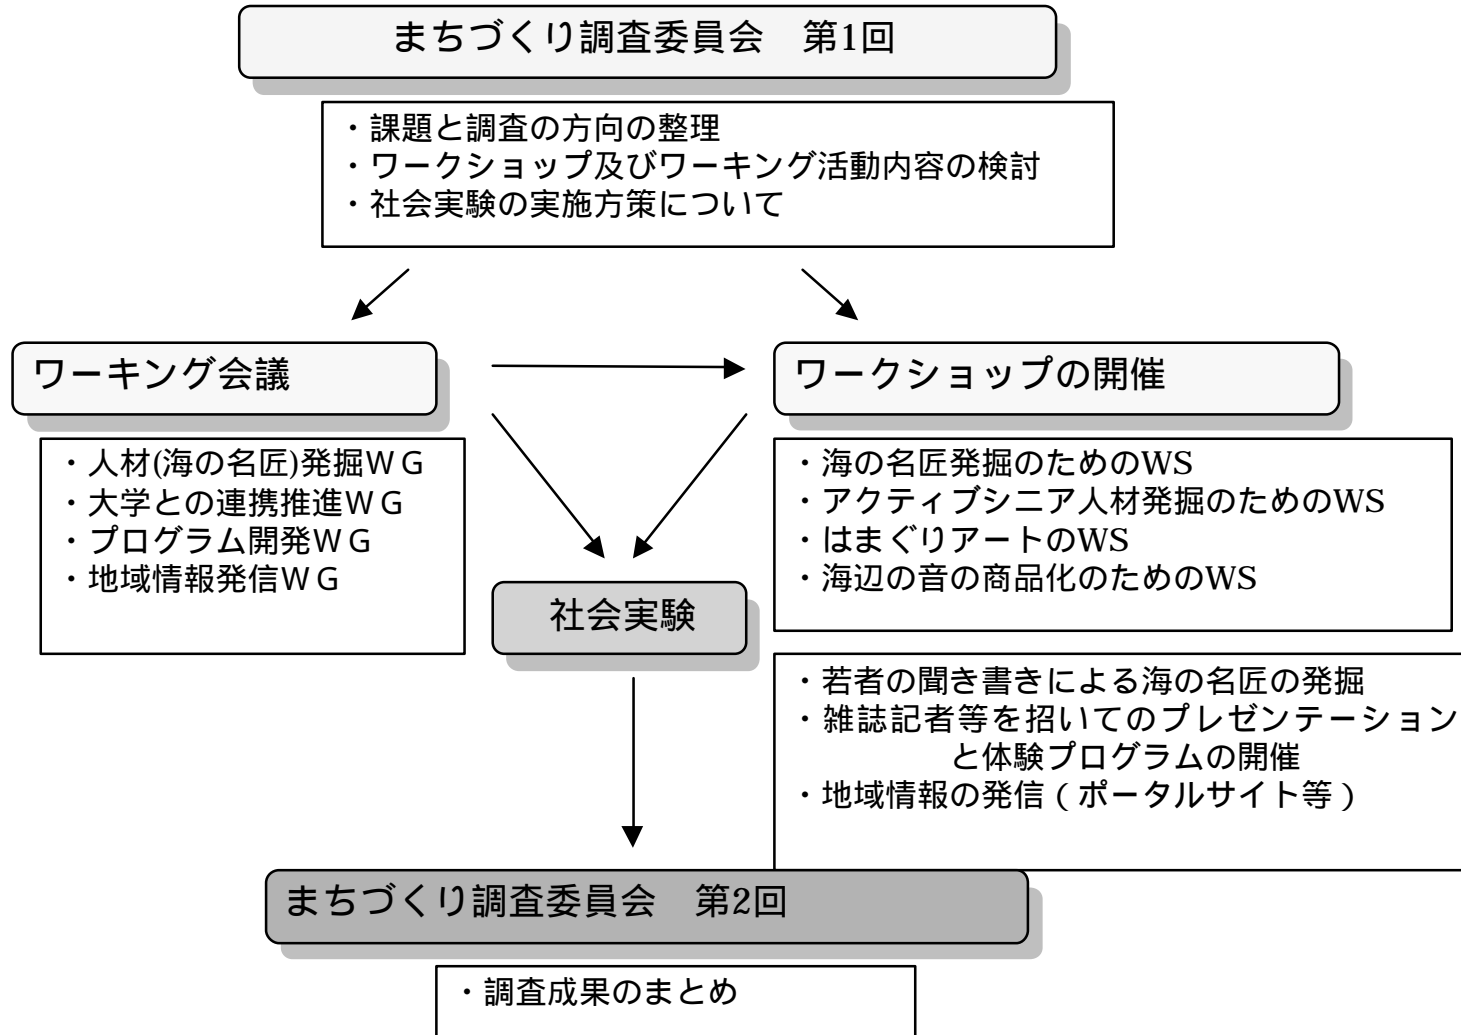 まちづくり調査委員会　第1回
・課題と調査の方向の整理
・ワークショップ及びワーキング活動内容の検討
・社会実験の実施方策について
ワーキング会議
・人材(海の名匠)発掘ＷＧ
・大学との連携推進ＷＧ
・プログラム開発ＷＧ
・地域情報発信ＷＧ
ワークショップの開催
・海の名匠発掘のためのWS
・アクティブシニア人材発掘のためのWS
・はまぐりアートのWS
・海辺の音の商品化のためのWS
社会実験
・若者の聞き書きによる海の名匠の発掘
・雑誌記者等を招いてのプレゼンテーション
と体験プログラムの開催
・地域情報の発信（ポータルサイト等）
まちづくり調査委員会　第2回
・調査成果のまとめ